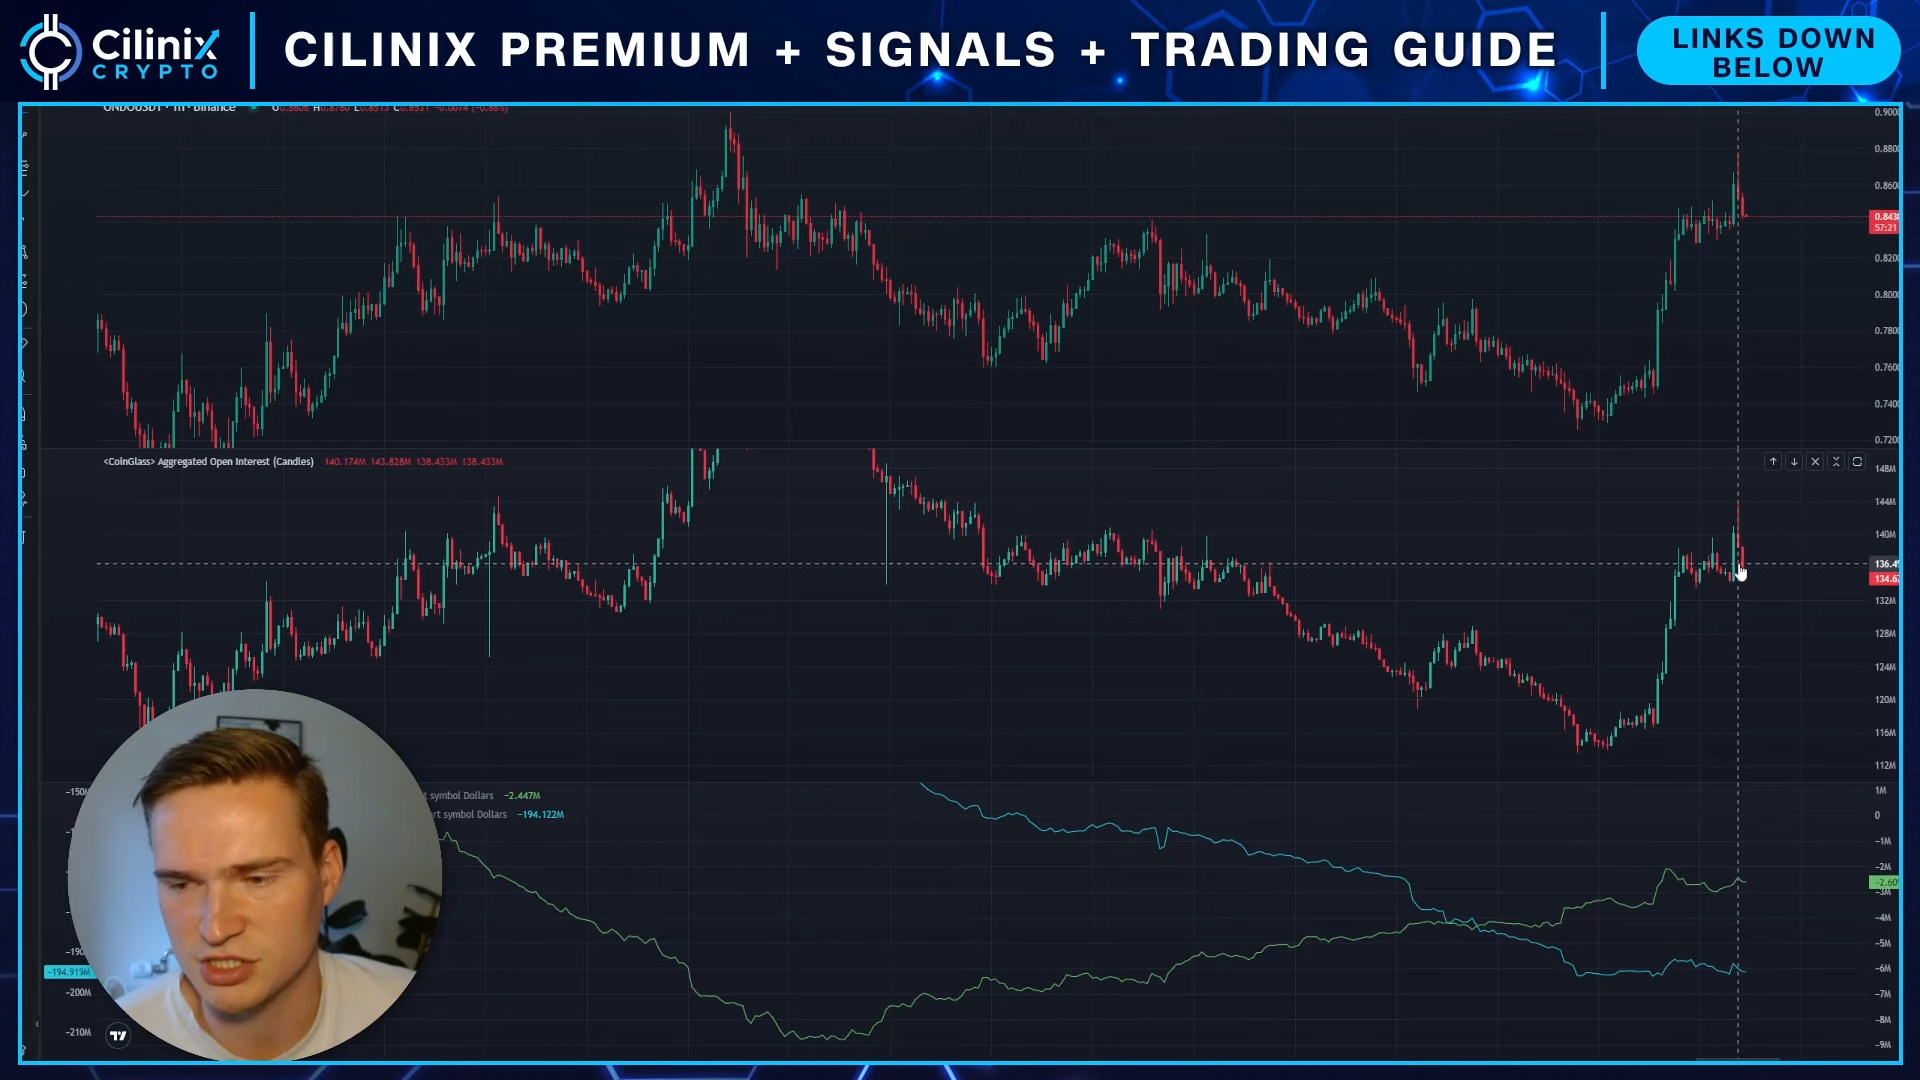 Cilinix
CRYPTO
CILINIX PREMIUM + SIGNALS + TRADING GUIDE
LINKS DOWN
BELOW
0.8800
0.8600
57:21
0.8200
0.8000
0.7800
0.7600
0.7400
0.7200
<CoinGlass> Aggregated Open Interest (Candles) 140.174M 143.828M 138.433M 138.433M
148M
144M
140M
132M
128M
124M
120M
116M
112M
symbol Dollars −2.447M
symbol Dollars −194.122M
1M
0
−1M
−2M
−3M
−4M
−5M
−6M
−7M
−8M
−9M
−194.919M
−200M
−210M